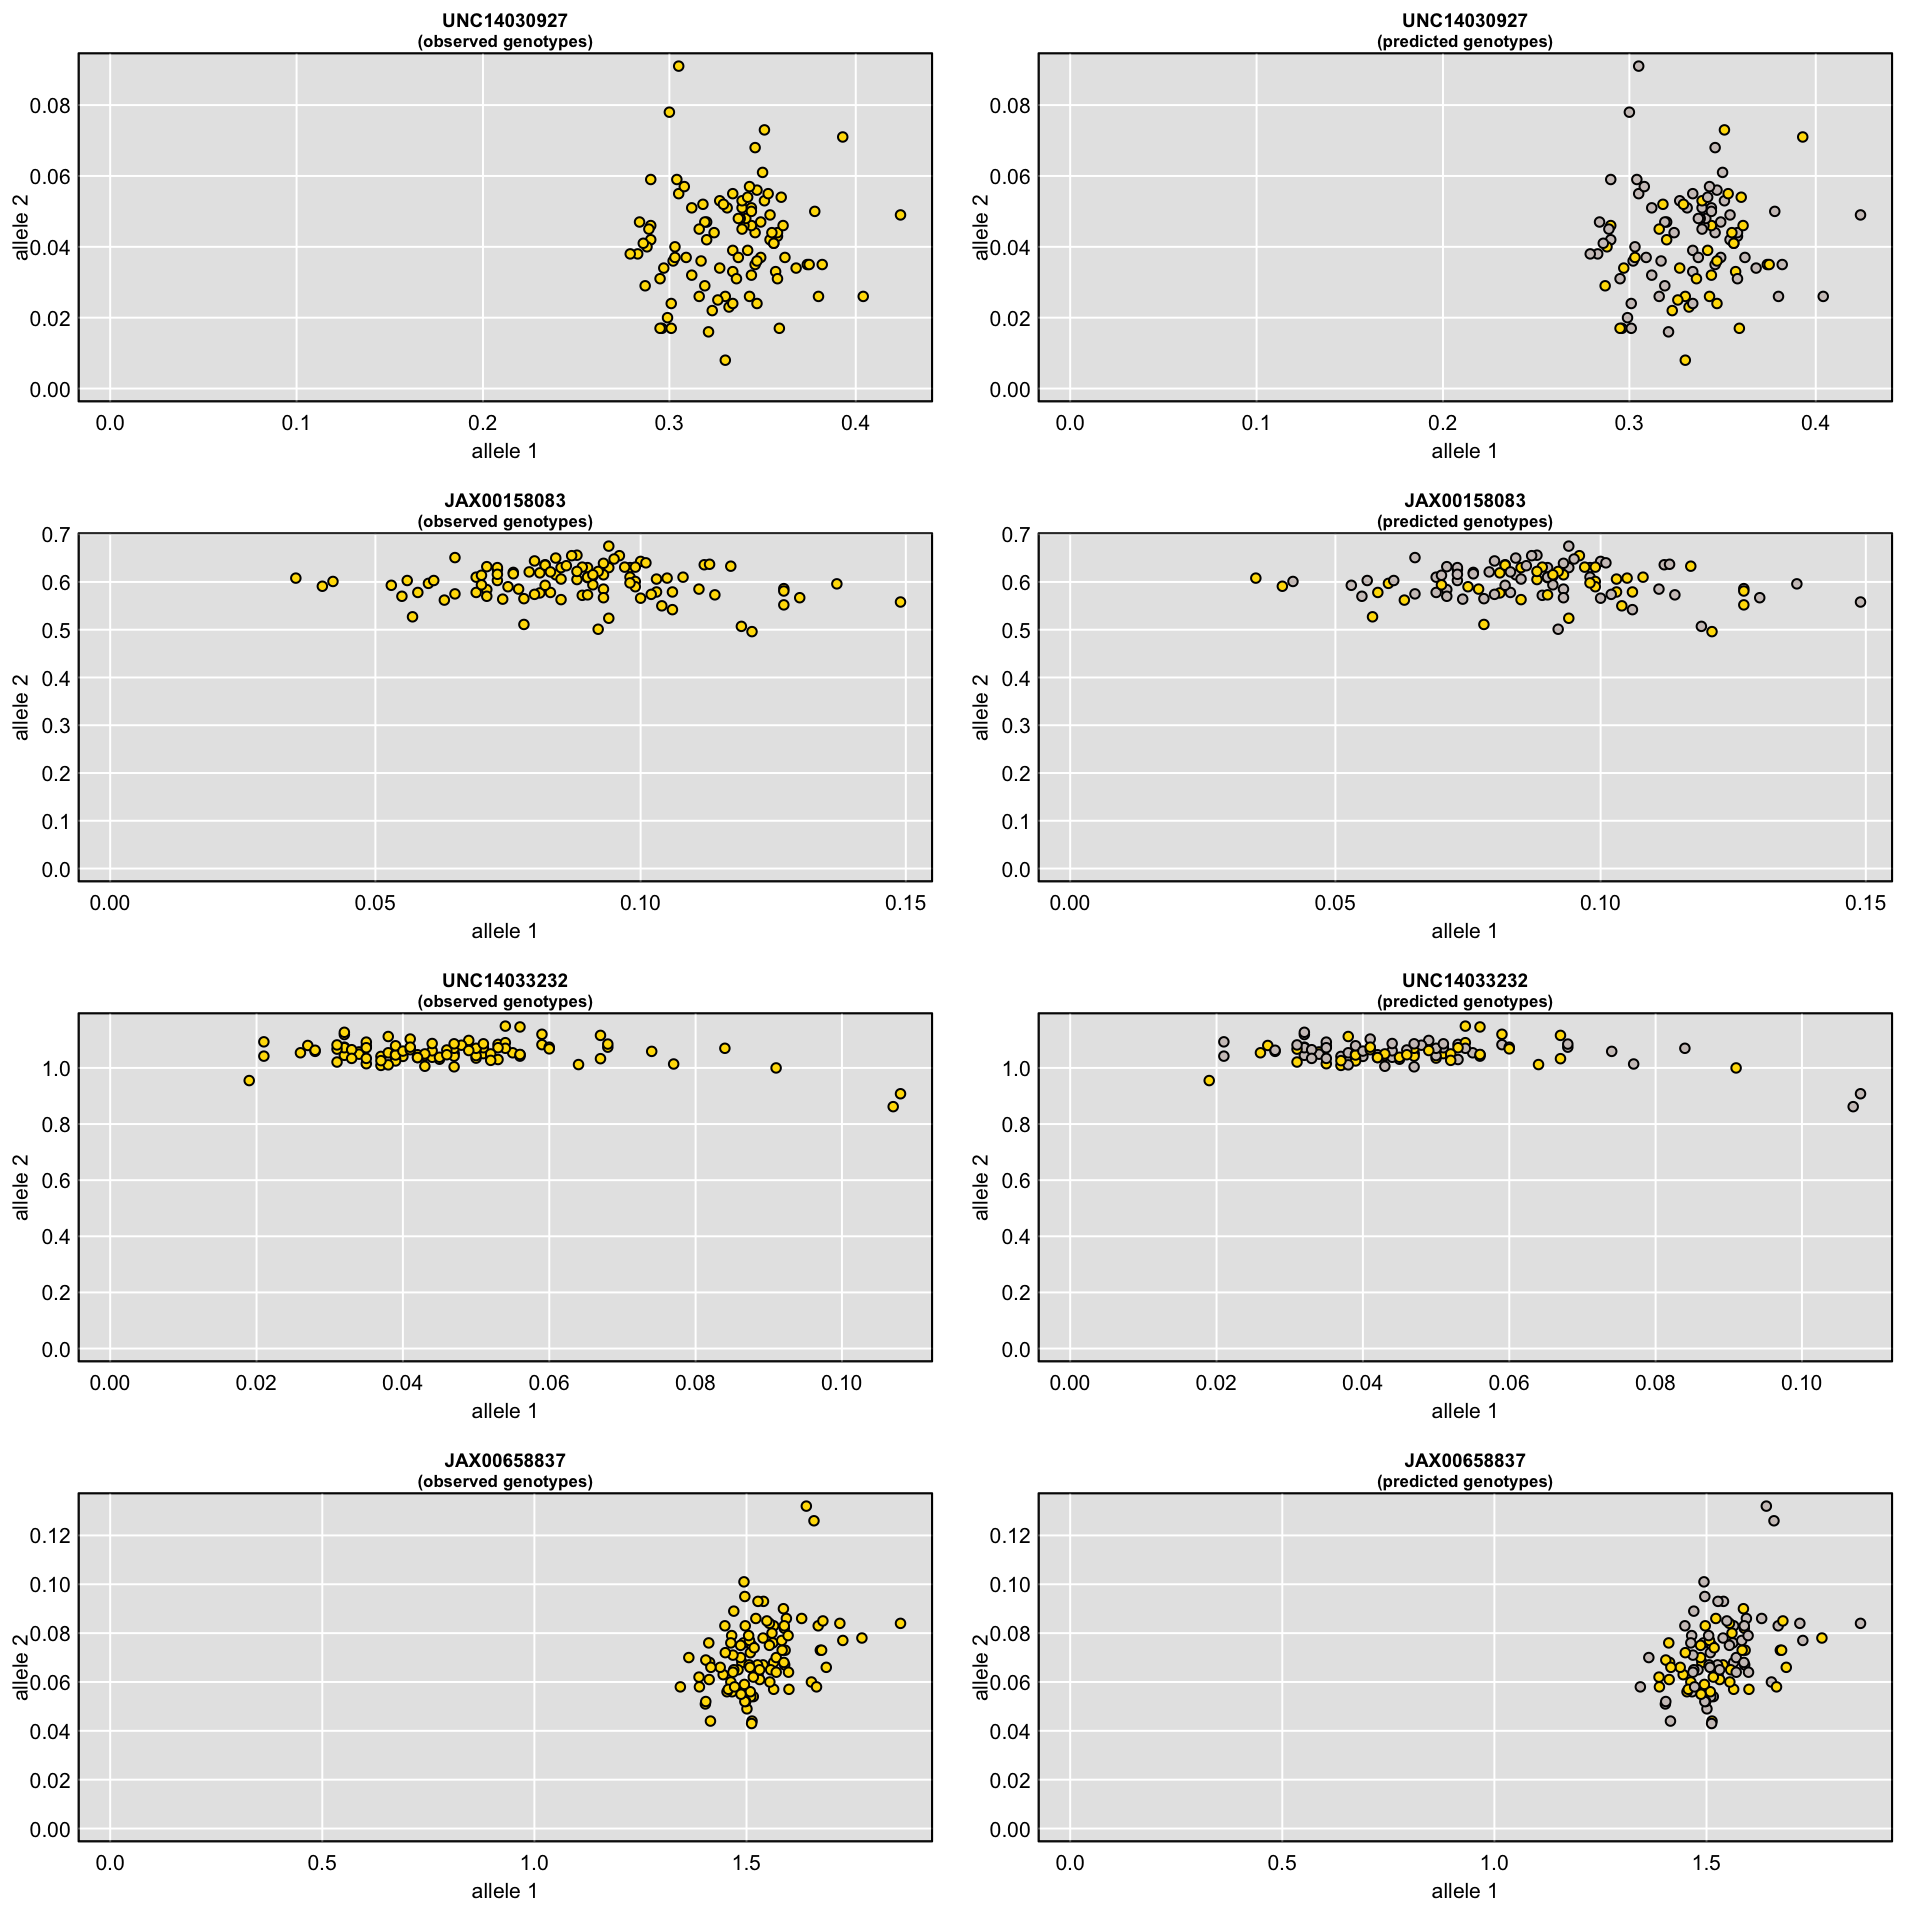 UNC14030927
(observed genotypes)
0.08
0.06
0.04
0.02
0.00
allele 2
0.0 0.1 0.2 0.3 0.4
allele 1
UNC14030927
(predicted genotypes)
0.08
0.06
0.04
0.02
0.00
allele 2
0.0 0.1 0.2 0.3 0.4
allele 1
JAX00158083
(observed genotypes)
0.7
0.6
0.5
0.4
0.3
0.2
0.1
0.0
allele 2
0.00 0.05 0.10 0.15
allele 1
JAX00158083
(predicted genotypes)
0.7
0.6
0.5
0.4
0.3
0.2
0.1
0.0
allele 2
0.00 0.05 0.10 0.15
allele 1
UNC14033232
(observed genotypes)
1.0
0.8
0.6
0.4
0.2
0.0
allele 2
0.00 0.02 0.04 0.06 0.08 0.10
allele 1
UNC14033232
(predicted genotypes)
1.0
0.8
0.6
0.4
0.2
0.0
allele 2
0.00 0.02 0.04 0.06 0.08 0.10
allele 1
JAX00658837
(observed genotypes)
0.12
0.10
0.08
0.06
0.04
0.02
0.00
allele 2
0.0 0.5 1.0 1.5
allele 1
JAX00658837
(predicted genotypes)
0.12
0.10
0.08
0.06
0.04
0.02
0.00
allele 2
0.0 0.5 1.0 1.5
allele 1